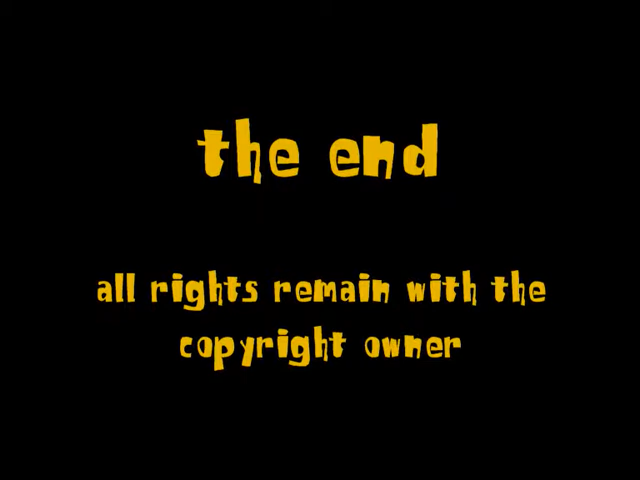 the end
all rights remain with the
copyright owner